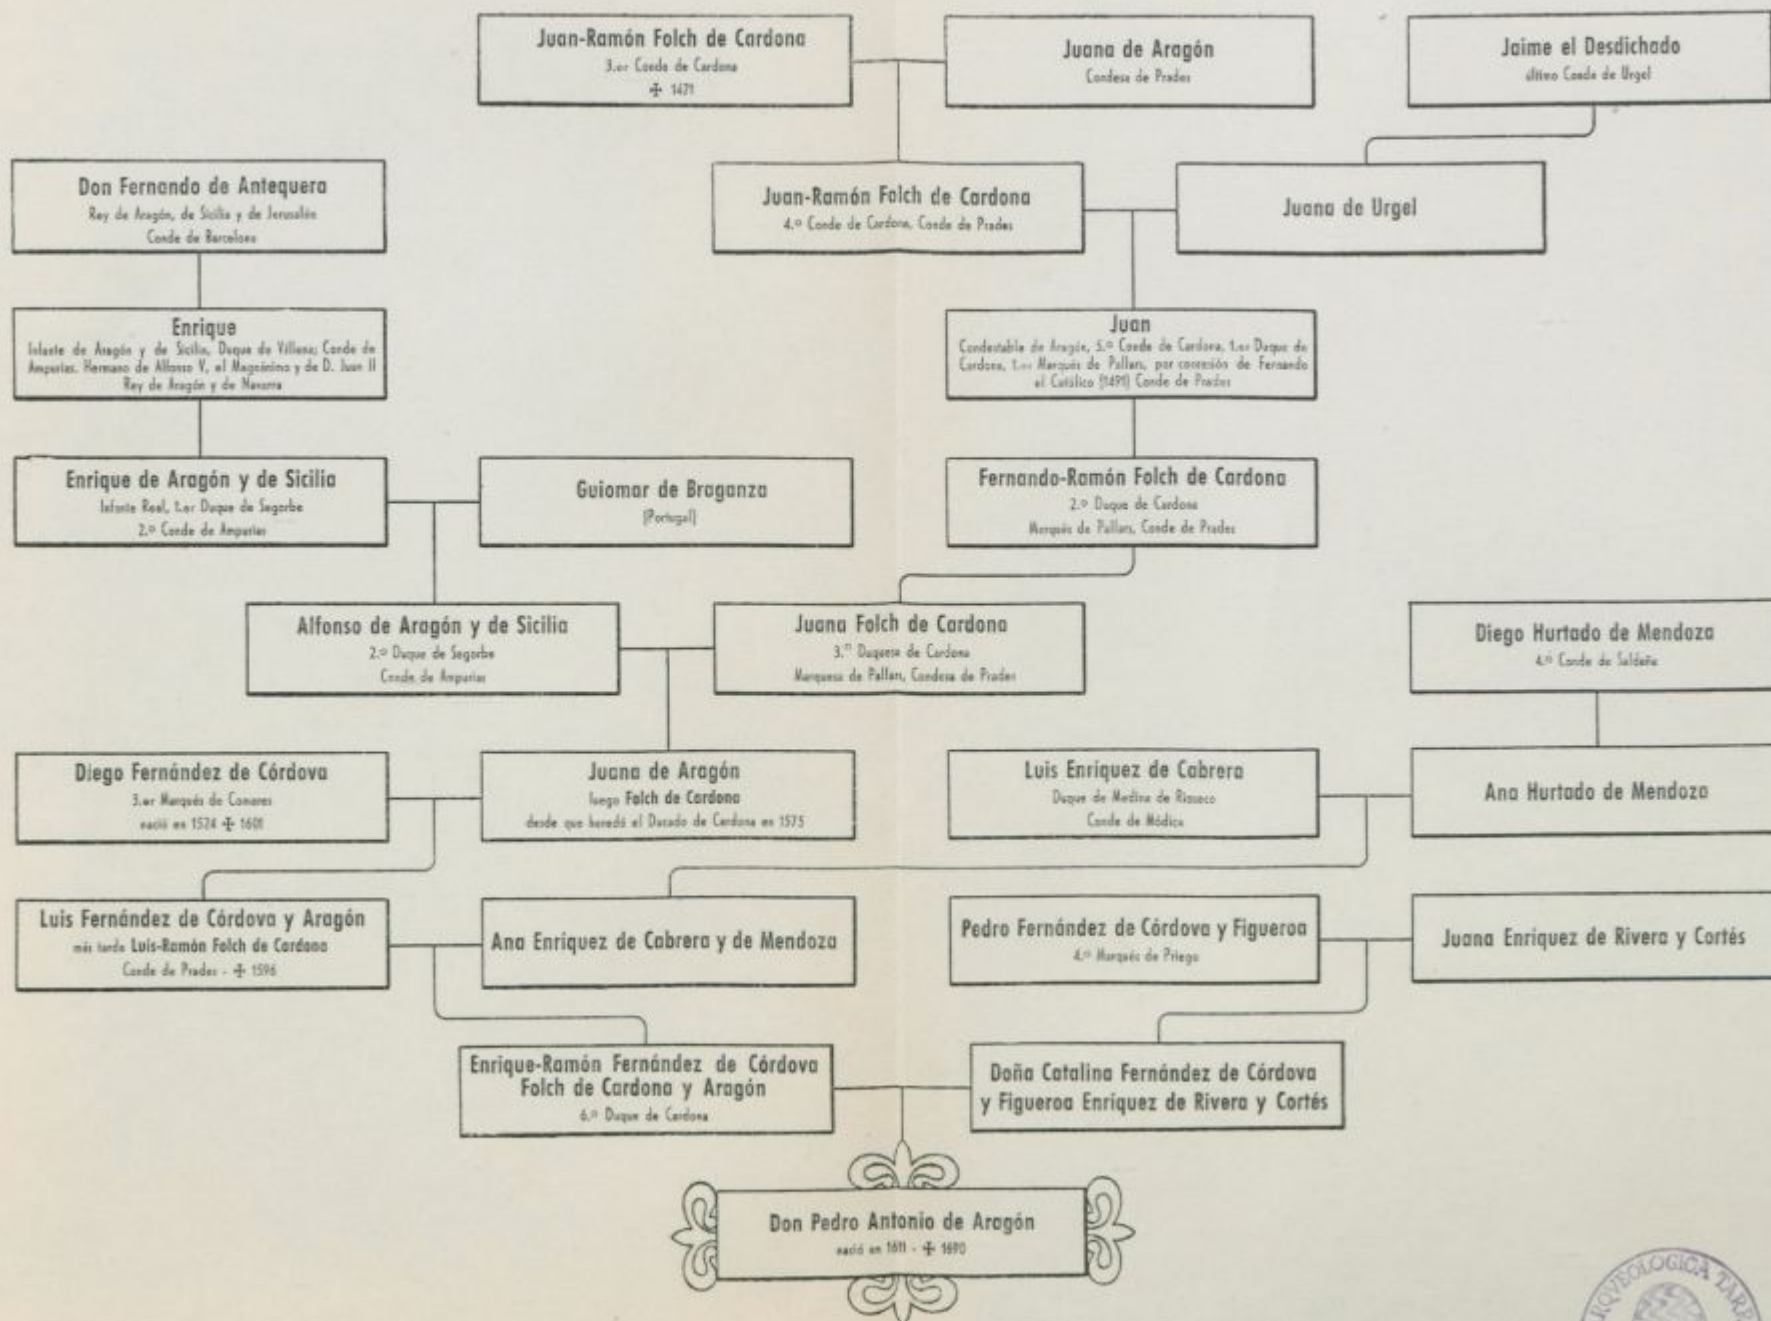 Juan-Ramón Folch de Cardona
3.er Conde de Cardona
✠ 1471
Juana de Aragón
Condesa de Prades
Jaime el Desdichado
último Conde de Urgel
Don Fernando de Antequera
Rey de Aragón, de Sicilia y de Jerusalén
Conde de Barcelona
Juan-Ramón Folch de Cardona
4.º Conde de Cardona, Conde de Prades
Juana de Urgel
Enrique
Infante de Aragón y de Sicilia, Duque de Villena; Conde de
Ampurias. Hermano de Alfonso V, el Magnánimo y de D. Juan II
Rey de Aragón y de Navarra
Juan
Condestable de Aragón, 5.º Conde de Cardona, 1.er Duque de
Cardona, 1.er Marqués de Pallars, por concesión de Fernando
el Católico (1491) Conde de Prades
Enrique de Aragón y de Sicilia
Infante Real, 1.er Duque de Segorbe
2.º Conde de Ampurias
Guiomar de Braganza
(Portugal)
Fernando-Ramón Folch de Cardona
2.º Duque de Cardona
Marqués de Pallars, Conde de Prades
Alfonso de Aragón y de Sicilia
2.º Duque de Segorbe
Conde de Ampurias
Juana Folch de Cardona
3.ª Duquesa de Cardona
Marquesa de Pallars, Condesa de Prades
Diego Hurtado de Mendoza
4.º Conde de Saldaña
Diego Fernández de Córdova
3.er Marqués de Comares
nació en 1524 ✠ 1601
Juana de Aragón
luego Folch de Cardona
desde que heredó el Ducado de Cardona en 1575
Luis Enríquez de Cabrera
Duque de Medina de Rioseco
Conde de Módica
Ana Hurtado de Mendoza
Luis Fernández de Córdova y Aragón
más tarde Luis-Ramón Folch de Cardona
Conde de Prades - ✠ 1596
Ana Enríquez de Cabrera y de Mendoza
Pedro Fernández de Córdova y Figueroa
4.º Marqués de Priego
Juana Enríquez de Rivera y Cortés
Enrique-Ramón Fernández de Córdova
Folch de Cardona y Aragón
6.º Duque de Cardona
Doña Catalina Fernández de Córdova
y Figueroa Enríquez de Rivera y Cortés
Don Pedro Antonio de Aragón
nació en 1611 - ✠ 1690
RQVEOLOGICA TARR